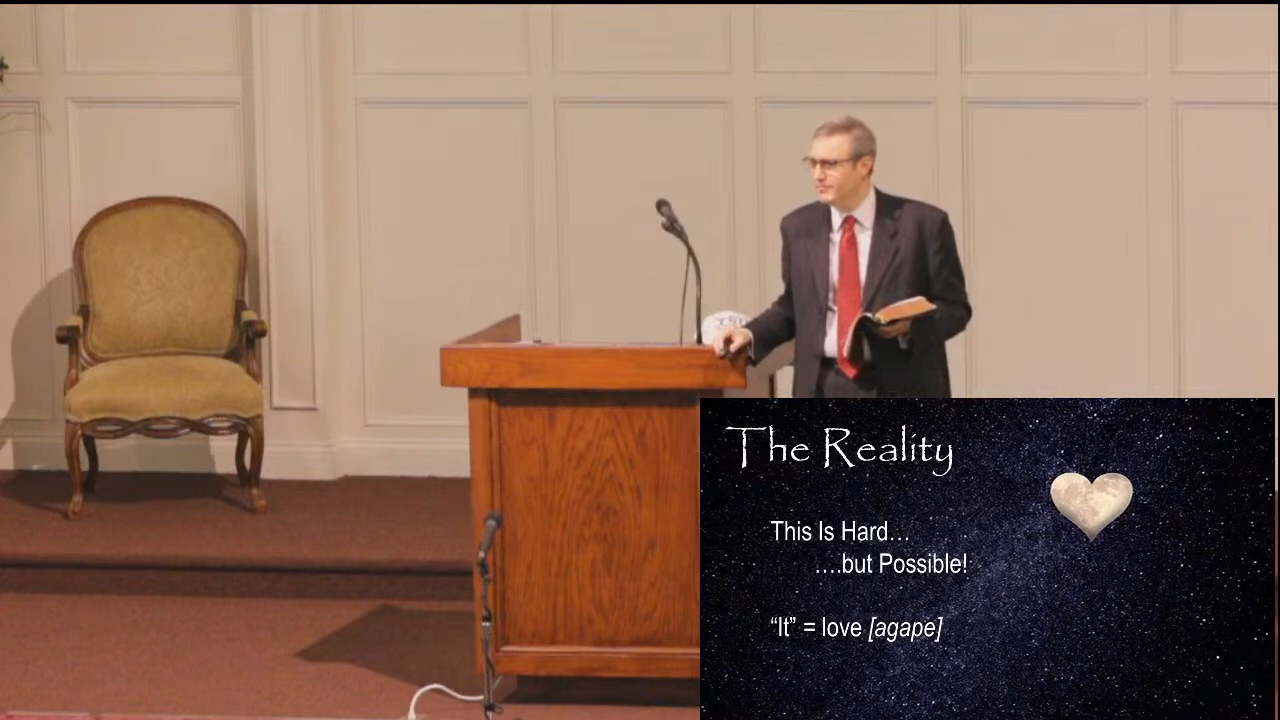 The Reality
This Is Hard…
….but Possible!
“It” = love [agape]